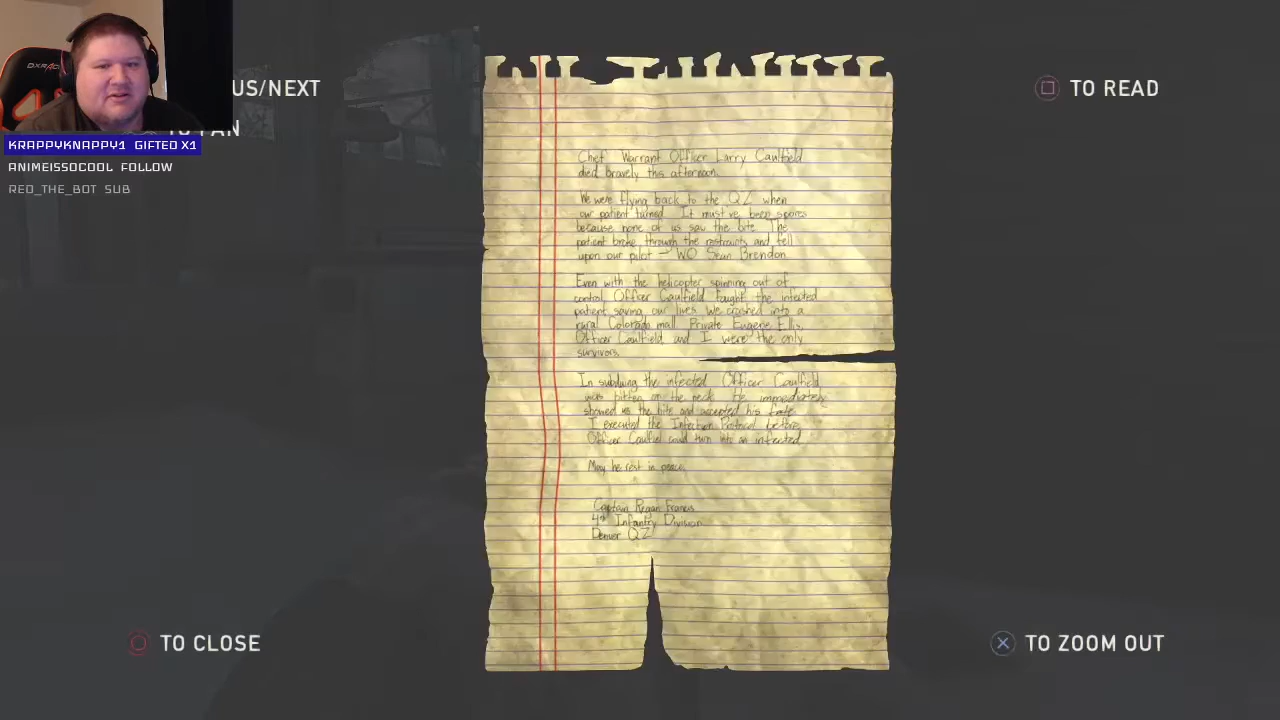 DXRAC
US/NEXT
TO PAN
KRAPPYKNAPPY1 GIFTED X1
ANIMEISSOCOOL FOLLOW
RED_THE_BOT SUB
TO READ
Chef Warrant Officer Larry Caulfield
died bravely this afternoon.
We were flying back to the QZ when
our patient turned. It must've been spores
because none of us saw the bite. The
patient broke through the restraints and fell
upon our pilot - WO Sean Brendon.
Even with the helicopter spinning out of
control, Officer Caulfield fought the infected
patient saving our lives. We crashed into a
rural Colorado mall. Private Eugene Ellis,
Officer Caulfield and I were the only
survivors.
In subduing the infected Officer Caulfield
was bitten on the neck. He immediately
showed us the bite and accepted his fate.
I executed the Infection Protocol before
Officer Caulfiel could turn into an infected.
May he rest in peace.
Captain Regan Francis
4th Infantry Division
Denver QZ
TO CLOSE
TO ZOOM OUT